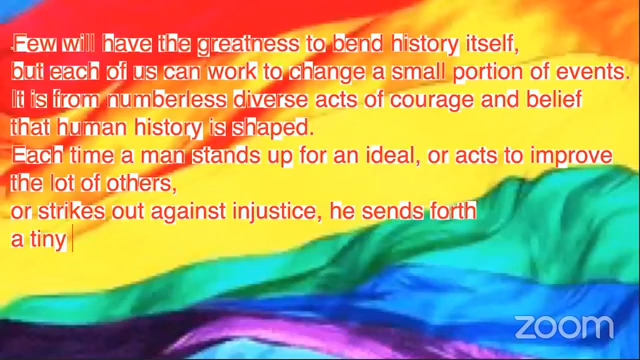 Few will have the greatness to bend history itself,
but each of us can work to change a small portion of events.
It is from numberless diverse acts of courage and belief
that human history is shaped.
Each time a man stands up for an ideal, or acts to improve
the lot of others,
or strikes out against injustice, he sends forth
a tiny
zoom